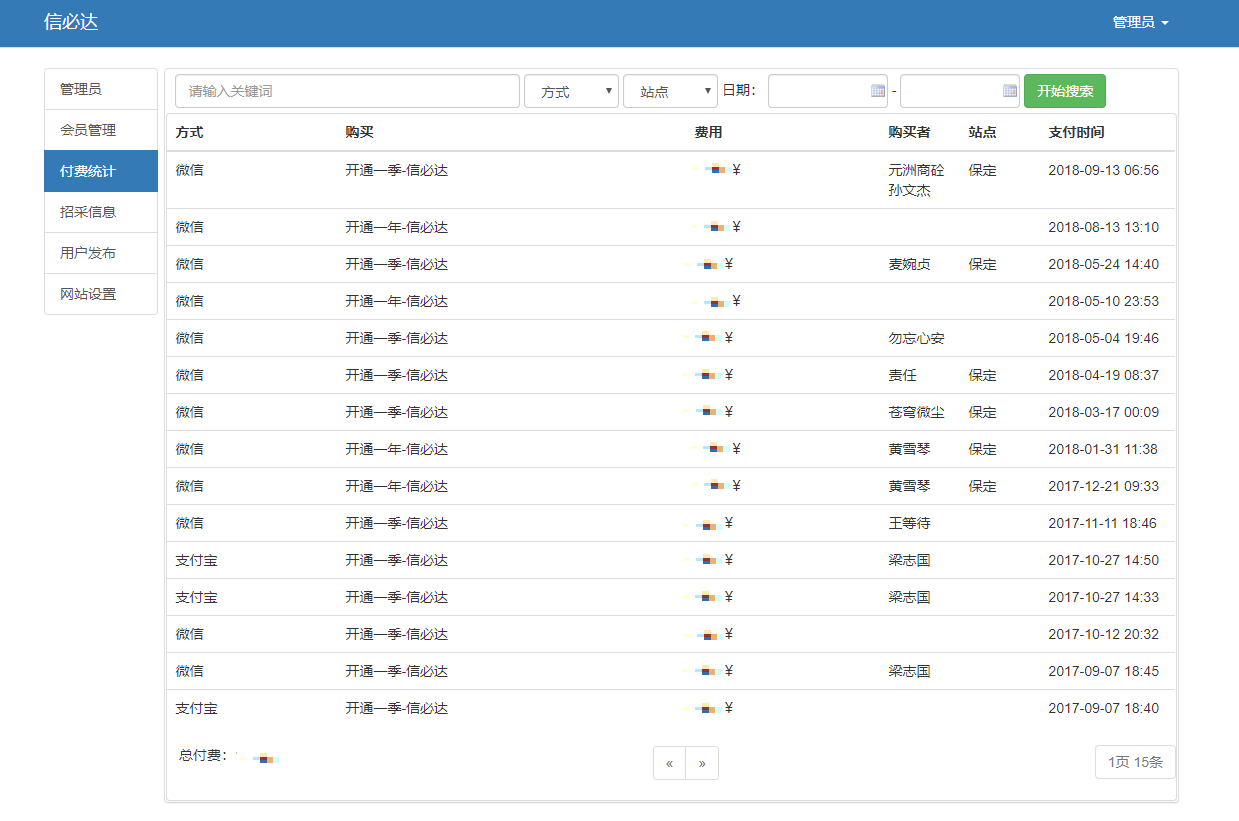 信必达
管理员
管理员
会员管理
付费统计
招采信息
用户发布
网站设置
请输入关键词 方式 站点 日期： - 开始搜索
方式 购买 费用 购买者 站点 支付时间
微信 开通一季-信必达 ¥ 元洲商砼 保定 2018-09-13 06:56
孙文杰
微信 开通一年-信必达 ¥ 2018-08-13 13:10
微信 开通一季-信必达 ¥ 麦婉贞 保定 2018-05-24 14:40
微信 开通一年-信必达 ¥ 2018-05-10 23:53
微信 开通一季-信必达 ¥ 勿忘心安 2018-05-04 19:46
微信 开通一季-信必达 ¥ 责任 保定 2018-04-19 08:37
微信 开通一季-信必达 ¥ 苍穹微尘 保定 2018-03-17 00:09
微信 开通一年-信必达 ¥ 黄雪琴 保定 2018-01-31 11:38
微信 开通一年-信必达 ¥ 黄雪琴 保定 2017-12-21 09:33
微信 开通一季-信必达 ¥ 王等待 2017-11-11 18:46
支付宝 开通一季-信必达 ¥ 梁志国 2017-10-27 14:50
支付宝 开通一季-信必达 ¥ 梁志国 2017-10-27 14:33
微信 开通一季-信必达 ¥ 2017-10-12 20:32
微信 开通一季-信必达 ¥ 梁志国 2017-09-07 18:45
支付宝 开通一季-信必达 ¥ 2017-09-07 18:40
总付费： « » 1页 15条